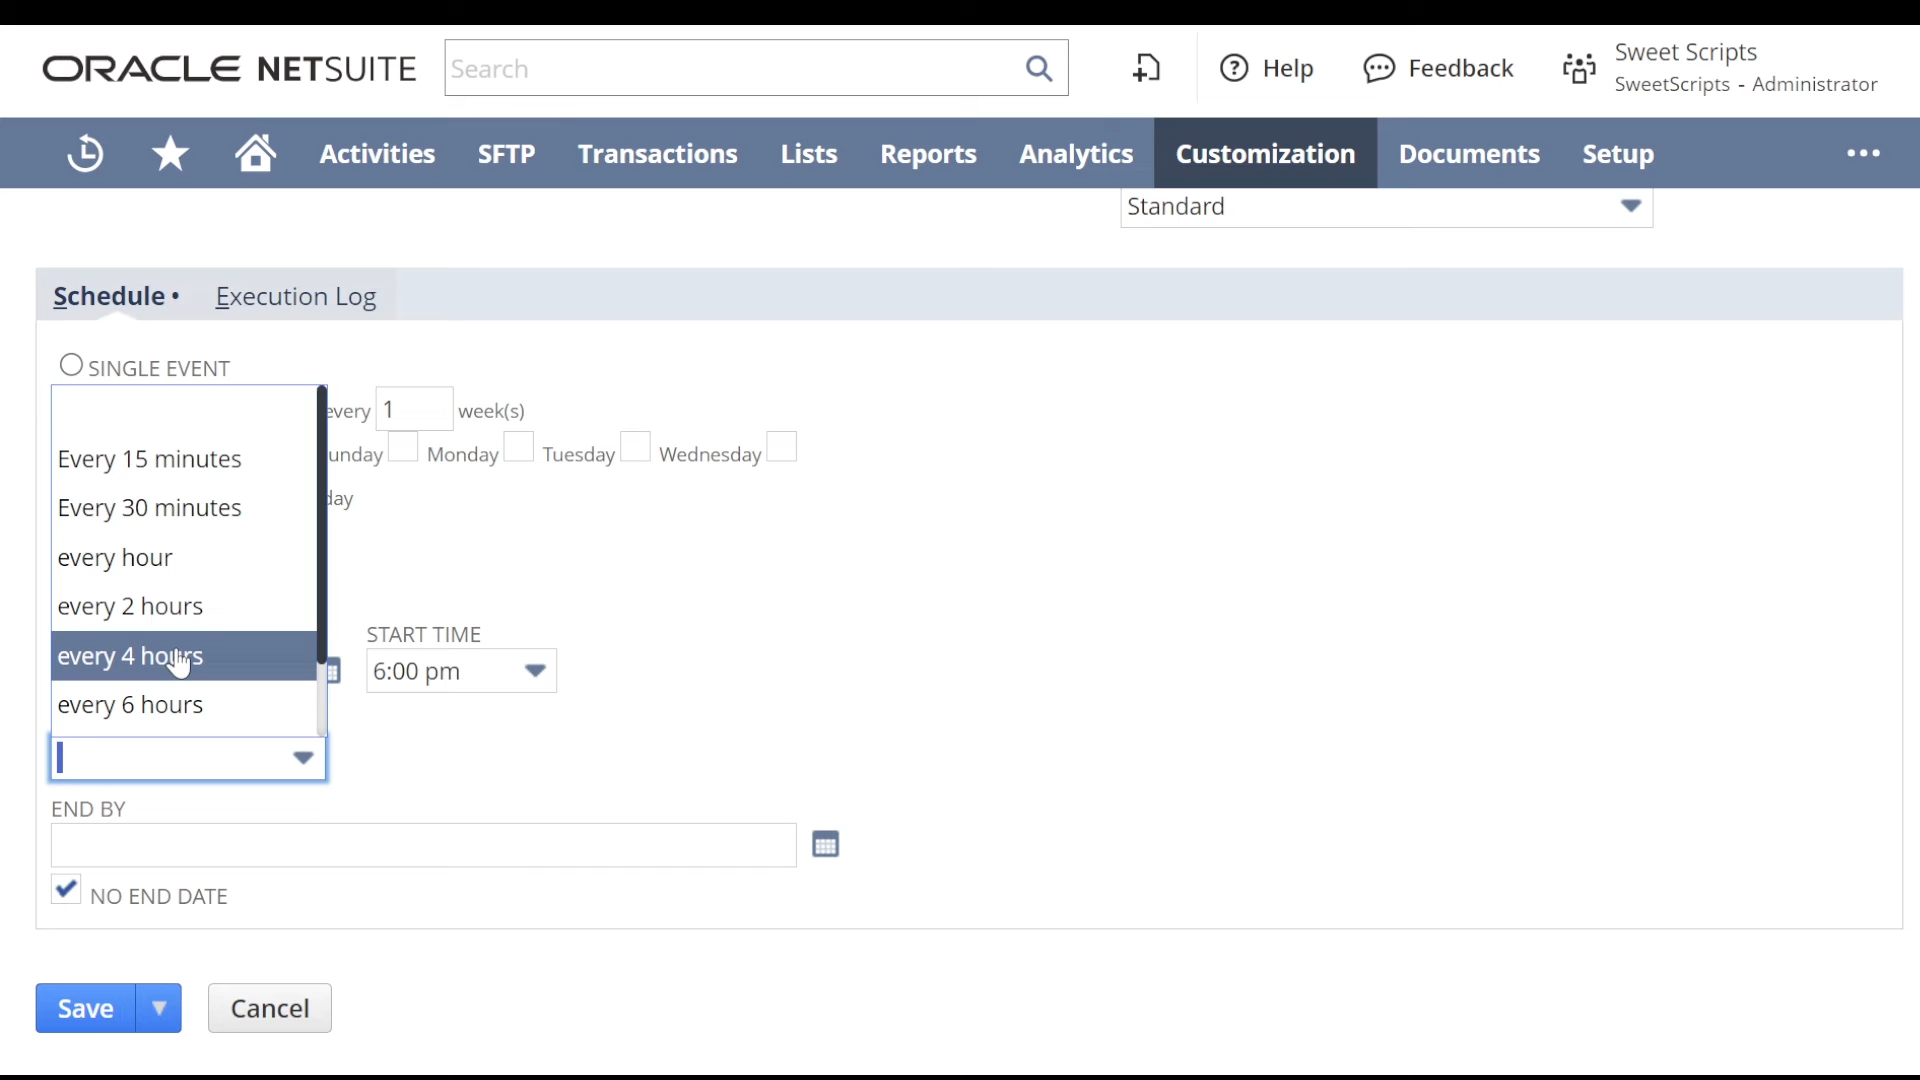 ORACLE NETSUITE
Search
Help
Feedback
Sweet Scripts
SweetScripts - Administrator
Activities
SFTP
Transactions
Lists
Reports
Analytics
Customization
Documents
Setup
Standard
Schedule •
Execution Log
SINGLE EVENT
every 1 week(s)
unday Monday Tuesday Wednesday
day
Every 15 minutes
Every 30 minutes
every hour
every 2 hours
every 4 hours
every 6 hours
START TIME
6:00 pm
END BY
NO END DATE
Save
Cancel